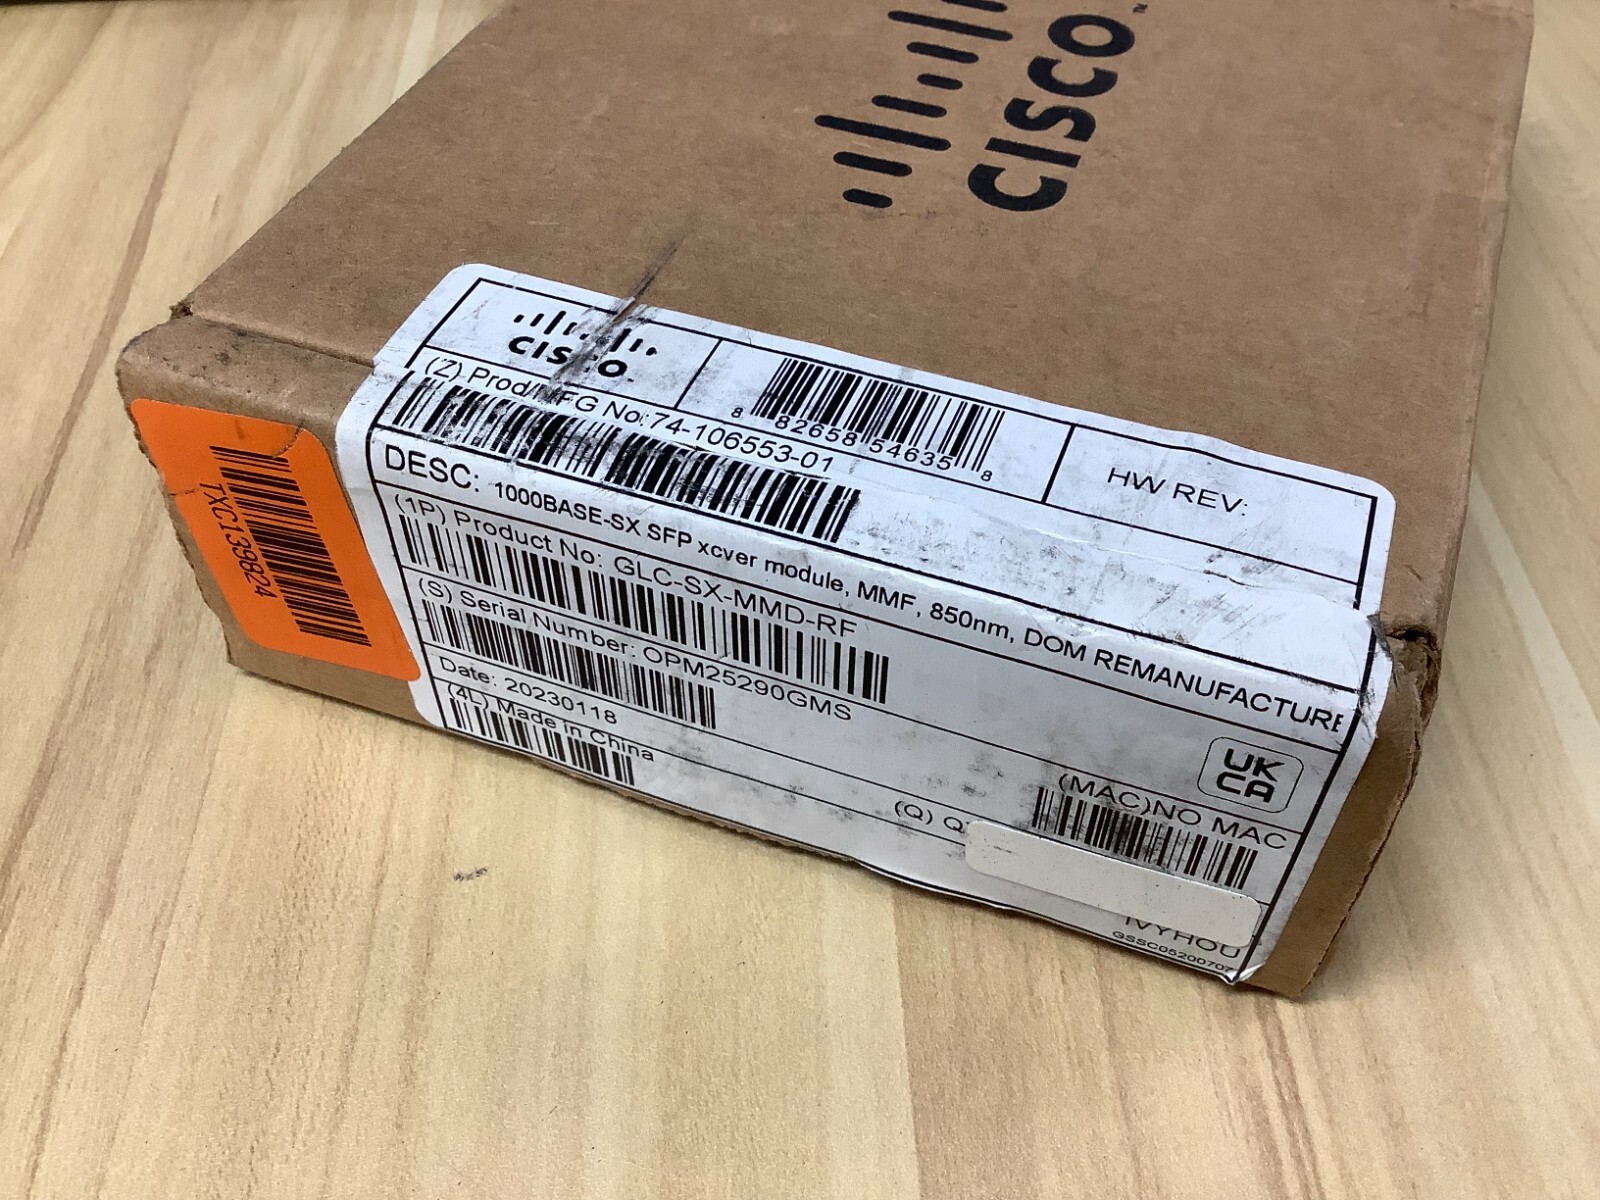 CISCO
CISCO
8 82658 54635 8
HW REV:
(Z) Prod/MFG No:74-106553-01
DESC: 1000BASE-SX SFP xcver module, MMF, 850nm, DOM REMANUFACTURE
(1P) Product No: GLC-SX-MMD-RF
(S) Serial Number: OPM25290GMS
UK
CA
Date: 20230118
(MAC)NO MAC
(4L) Made In China
(Q)
IVYHOU
TXC139824